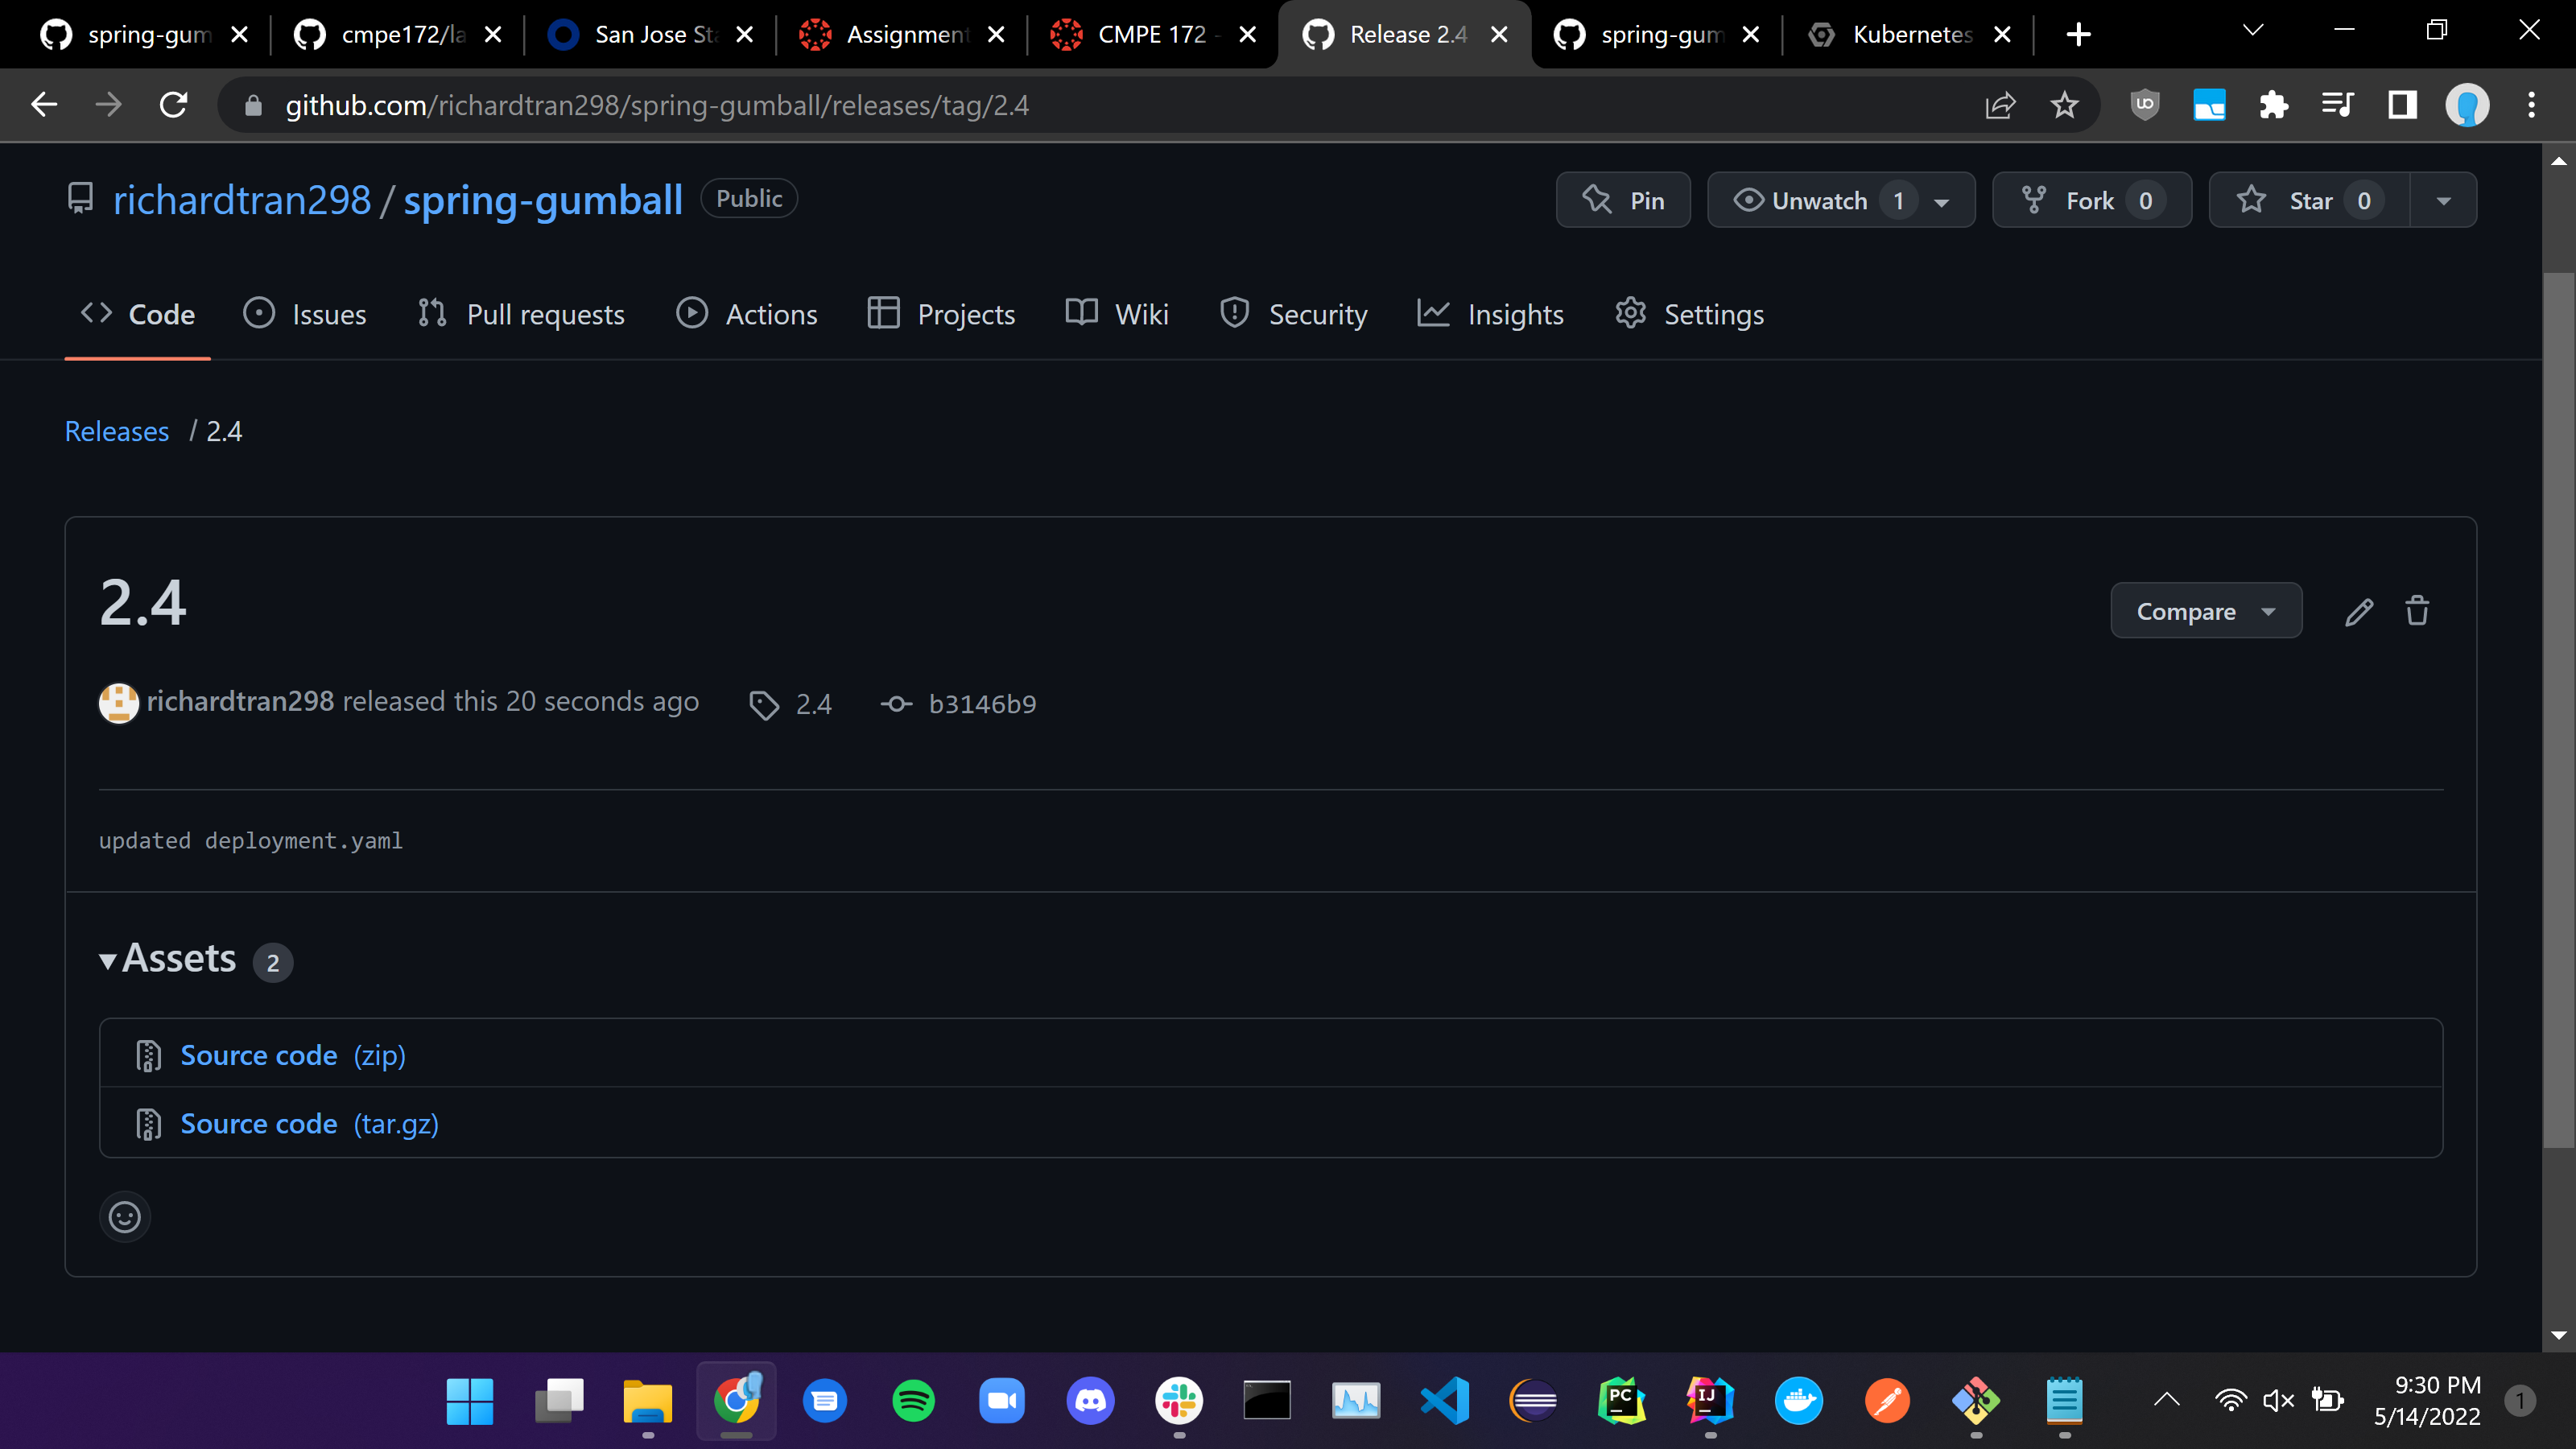 spring-gum
cmpe172/la
San Jose Sta
Assignment
CMPE 172 -
Release 2.4
spring-gum
Kubernetes
github.com/richardtran298/spring-gumball/releases/tag/2.4
richardtran298 / spring-gumball Public
Pin
Unwatch 1
Fork 0
Star 0
Code
Issues
Pull requests
Actions
Projects
Wiki
Security
Insights
Settings
Releases / 2.4
2.4
Compare
richardtran298 released this 20 seconds ago
2.4
b3146b9
updated deployment.yaml
Assets 2
Source code (zip)
Source code (tar.gz)
PC
IJ
9:30 PM
5/14/2022
1